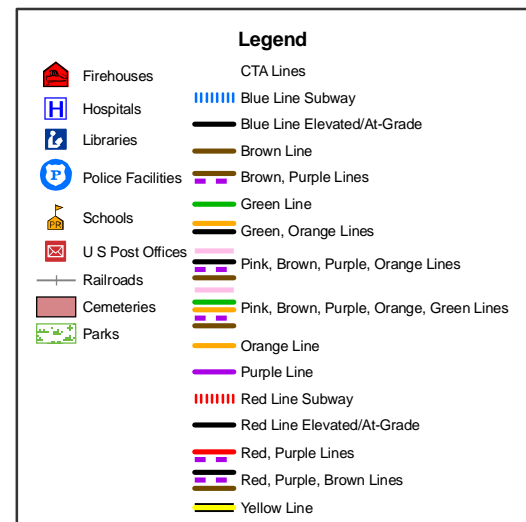 Legend
Firehouses
H
Hospitals
Libraries
P
Police Facilities
PR
Schools
U S Post Offices
Railroads
Cemeteries
Parks
CTA Lines
Blue Line Subway
Blue Line Elevated/At-Grade
Brown Line
Brown, Purple Lines
Green Line
Green, Orange Lines
Pink, Brown, Purple, Orange Lines
Pink, Brown, Purple, Orange, Green Lines
Orange Line
Purple Line
Red Line Subway
Red Line Elevated/At-Grade
Red, Purple Lines
Red, Purple, Brown Lines
Yellow Line